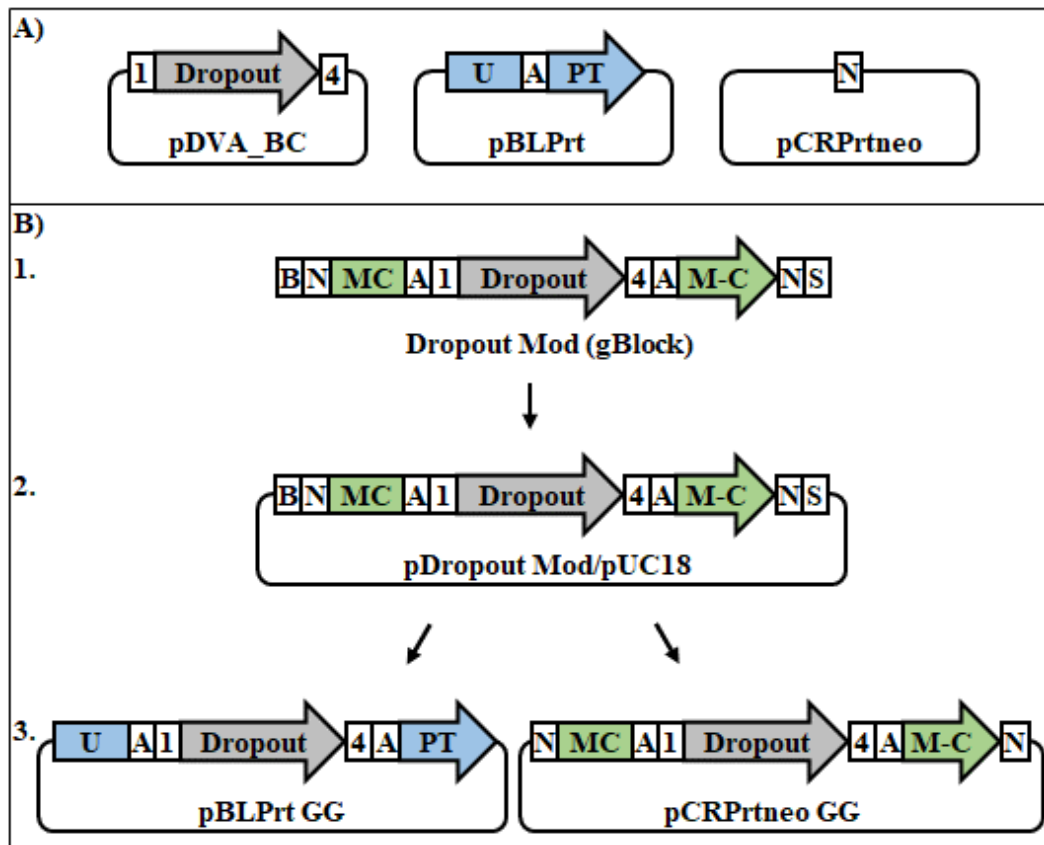 A)
1 Dropout 4
pDVA_BC
U A PT
pBLPrt
N
pCRPrtneo
B)
1.
B N MC A 1 Dropout 4 A M-C N S
Dropout Mod (gBlock)
2.
B N MC A 1 Dropout 4 A M-C N S
pDropout Mod/pUC18
3.
U A 1 Dropout 4 A PT
pBLPrt GG
N MC A 1 Dropout 4 A M-C N
pCRPrtneo GG